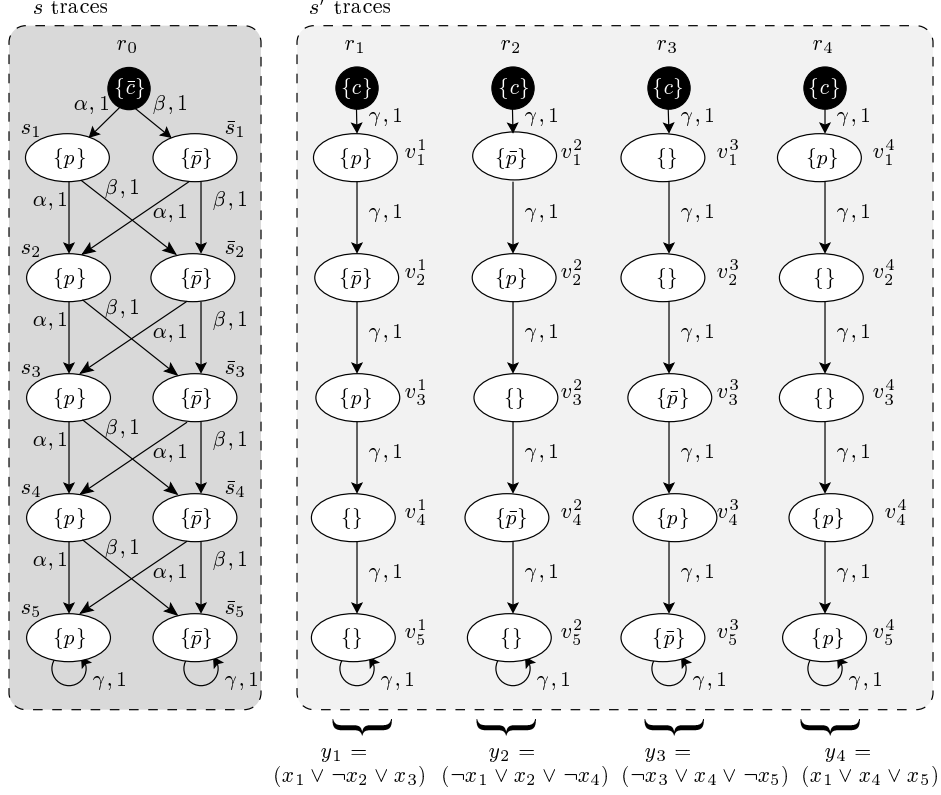 s traces s′ traces
r₀ r₁ r₂ r₃ r₄
{c̄} {c} {c} {c} {c}
α, 1 β, 1 γ, 1 γ, 1 γ, 1 γ, 1
s₁ s̄₁
{p} {p̄} {p} v₁¹ {p̄} v₁² {} v₁³ {p} v₁⁴
α, 1 β, 1 α, 1 β, 1 γ, 1 γ, 1 γ, 1 γ, 1
s₂ s̄₂
{p} {p̄} {p̄} v₂¹ {p} v₂² {} v₂³ {} v₂⁴
α, 1 β, 1 α, 1 β, 1 γ, 1 γ, 1 γ, 1 γ, 1
s₃ s̄₃
{p} {p̄} {p} v₃¹ {} v₃² {p̄} v₃³ {} v₃⁴
α, 1 β, 1 α, 1 β, 1 γ, 1 γ, 1 γ, 1 γ, 1
s₄ s̄₄
{p} {p̄} {} v₄¹ {p̄} v₄² {p} v₄³ {p} v₄⁴
α, 1 β, 1 α, 1 β, 1 γ, 1 γ, 1 γ, 1 γ, 1
s₅ s̄₅
{p} {p̄} {} v₅¹ {} v₅² {p̄} v₅³ {p} v₅⁴
γ, 1 γ, 1 γ, 1 γ, 1 γ, 1 γ, 1
y₁ = y₂ = y₃ = y₄ =
(x₁ ∨ ¬x₂ ∨ x₃) (¬x₁ ∨ x₂ ∨ ¬x₄) (¬x₃ ∨ x₄ ∨ ¬x₅) (x₁ ∨ x₄ ∨ x₅)